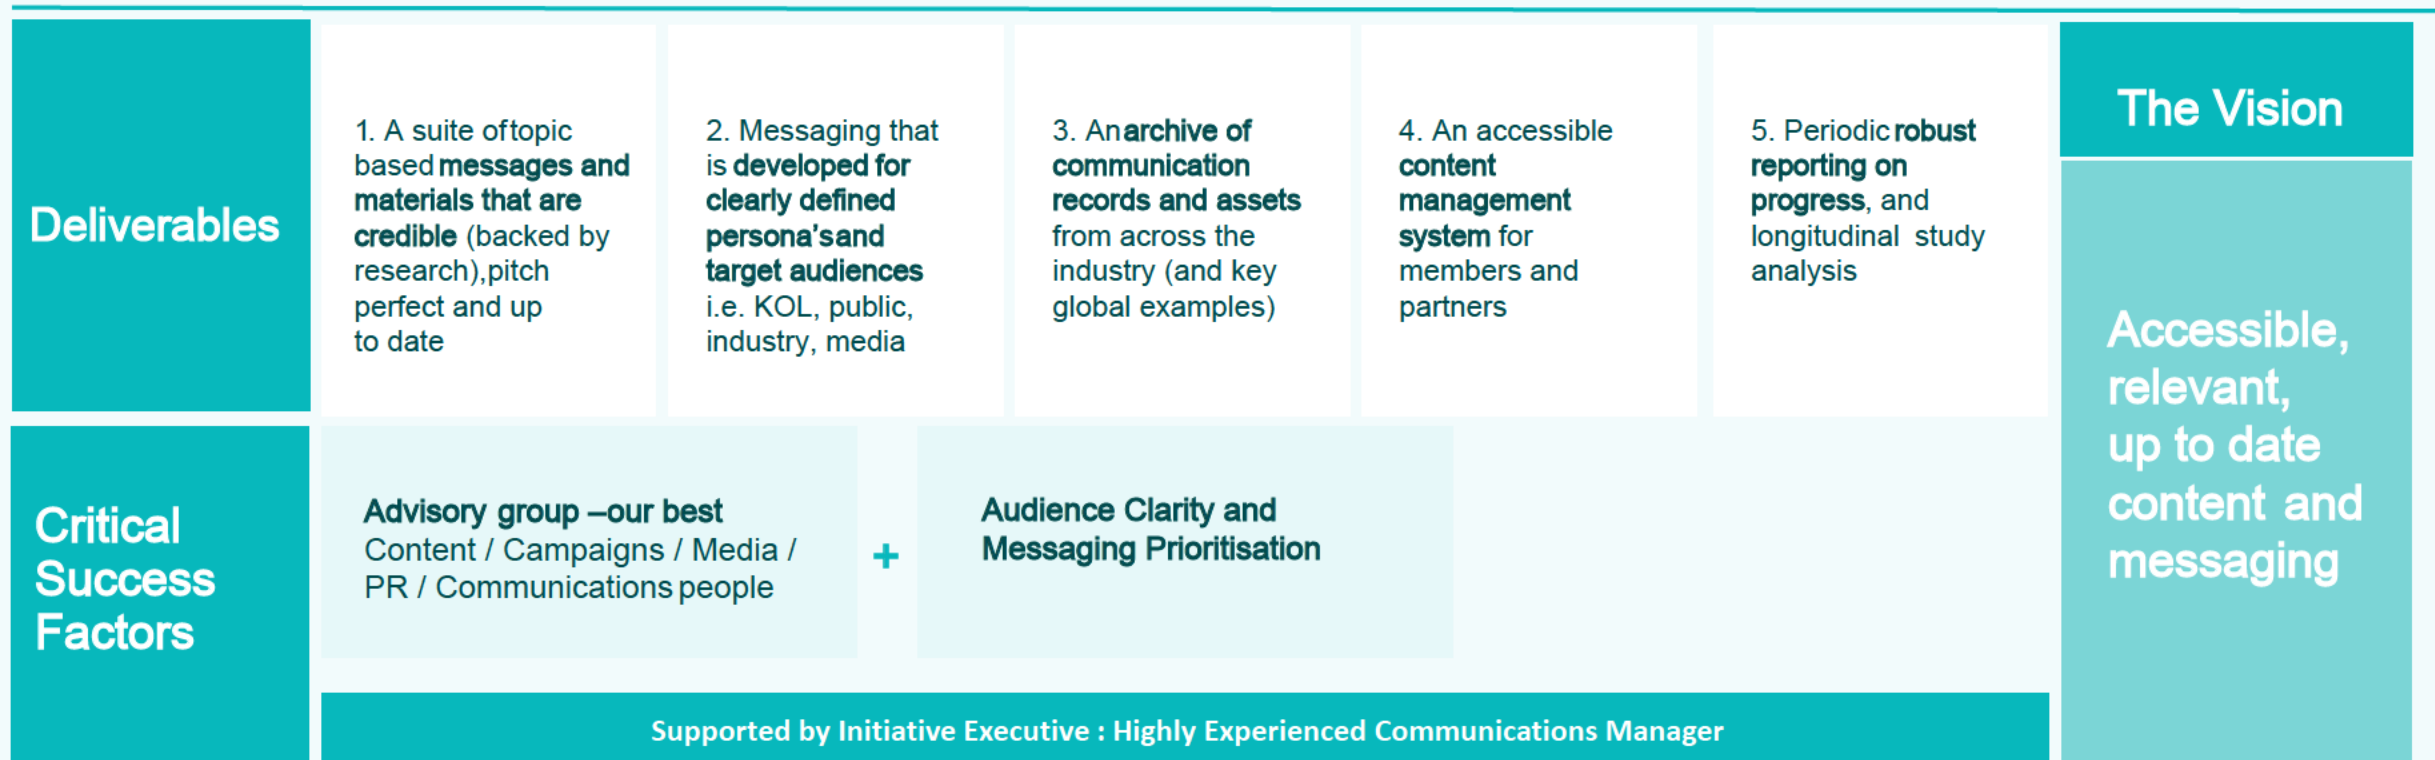 Deliverables
1. A suite of topic
based messages and
materials that are
credible (backed by
research), pitch
perfect and up
to date
2. Messaging that
is developed for
clearly defined
persona's and
target audiences
i.e. KOL, public,
industry, media
3. An archive of
communication
records and assets
from across the
industry (and key
global examples)
4. An accessible
content
management
system for
members and
partners
5. Periodic robust
reporting on
progress, and
longitudinal study
analysis
The Vision
Accessible,
relevant,
up to date
content and
messaging
Critical
Success
Factors
Advisory group –our best
Content / Campaigns / Media /
PR / Communications people
+
Audience Clarity and
Messaging Prioritisation
Supported by Initiative Executive : Highly Experienced Communications Manager